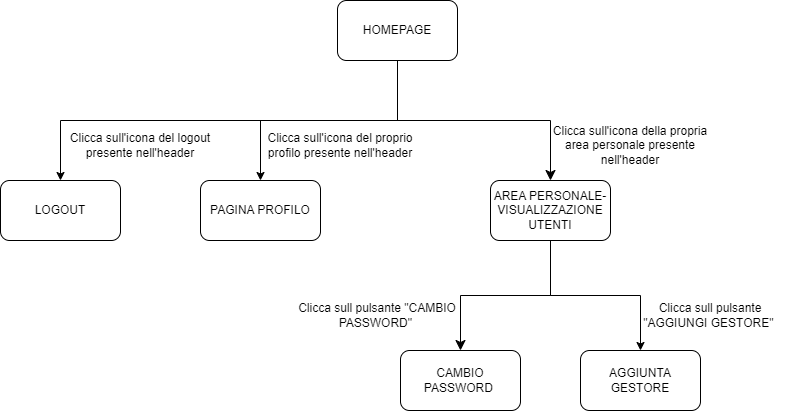 HOMEPAGE
Clicca sull'icona del logout
presente nell'header
Clicca sull'icona del proprio
profilo presente nell'header
Clicca sull'icona della propria
area personale presente
nell'header
LOGOUT
PAGINA PROFILO
AREA PERSONALE-
VISUALIZZAZIONE
UTENTI
Clicca sull pulsante "CAMBIO
PASSWORD"
Clicca sull pulsante
"AGGIUNGI GESTORE"
CAMBIO
PASSWORD
AGGIUNTA
GESTORE